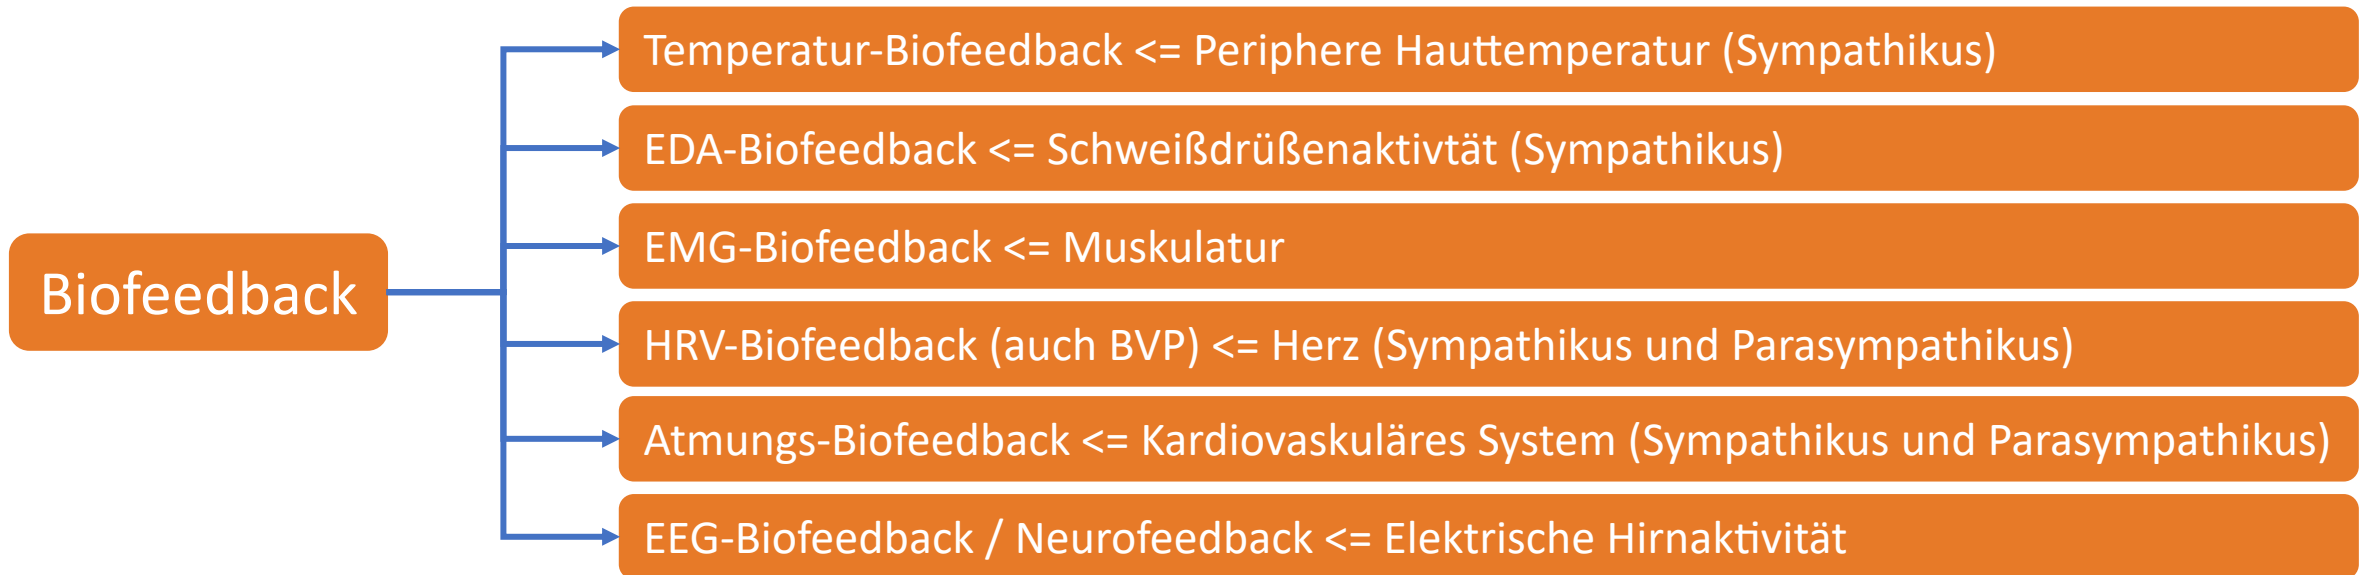 Temperatur-Biofeedback <= Periphere Hauttemperatur (Sympathikus)
EDA-Biofeedback <= Schweißdrüßenaktivtät (Sympathikus)
EMG-Biofeedback <= Muskulatur
Biofeedback
HRV-Biofeedback (auch BVP) <= Herz (Sympathikus und Parasympathikus)
Atmungs-Biofeedback <= Kardiovaskuläres System (Sympathikus und Parasympathikus)
EEG-Biofeedback / Neurofeedback <= Elektrische Hirnaktivität